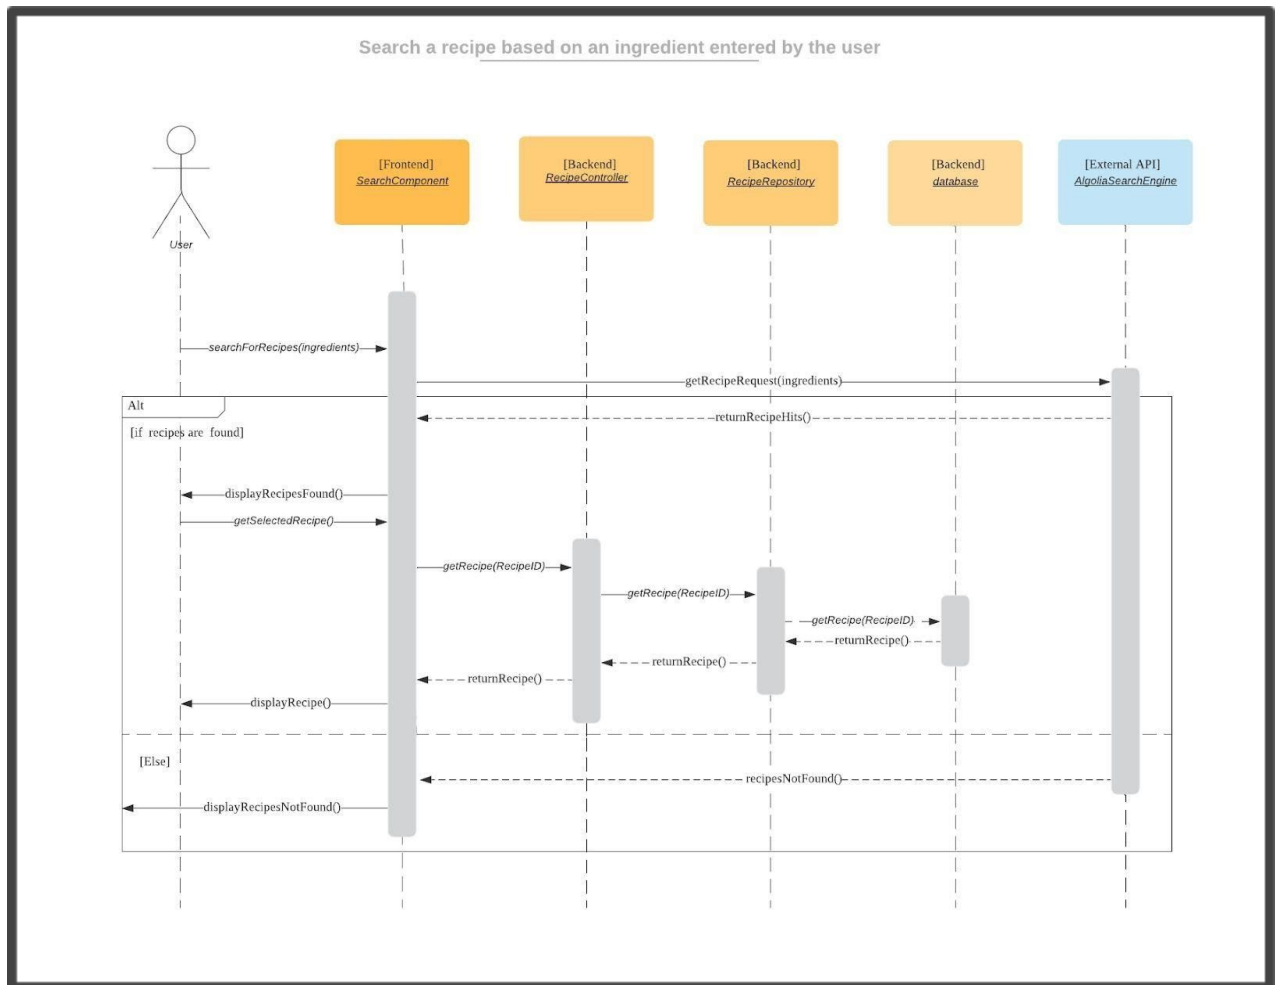 Search a recipe based on an ingredient entered by the user
[Frontend]
SearchComponent
[Backend]
RecipeController
[Backend]
RecipeRepository
[Backend]
database
[External API]
AlgoliaSearchEngine
User
searchForRecipes(ingredients)
getRecipeRequest(ingredients)
Alt
returnRecipeHits()
[if recipes are found]
displayRecipesFound()
getSelectedRecipe()
getRecipe(RecipeID)
getRecipe(RecipeID)
getRecipe(RecipeID)
returnRecipe()
returnRecipe()
returnRecipe()
displayRecipe()
[Else]
recipesNotFound()
displayRecipesNotFound()